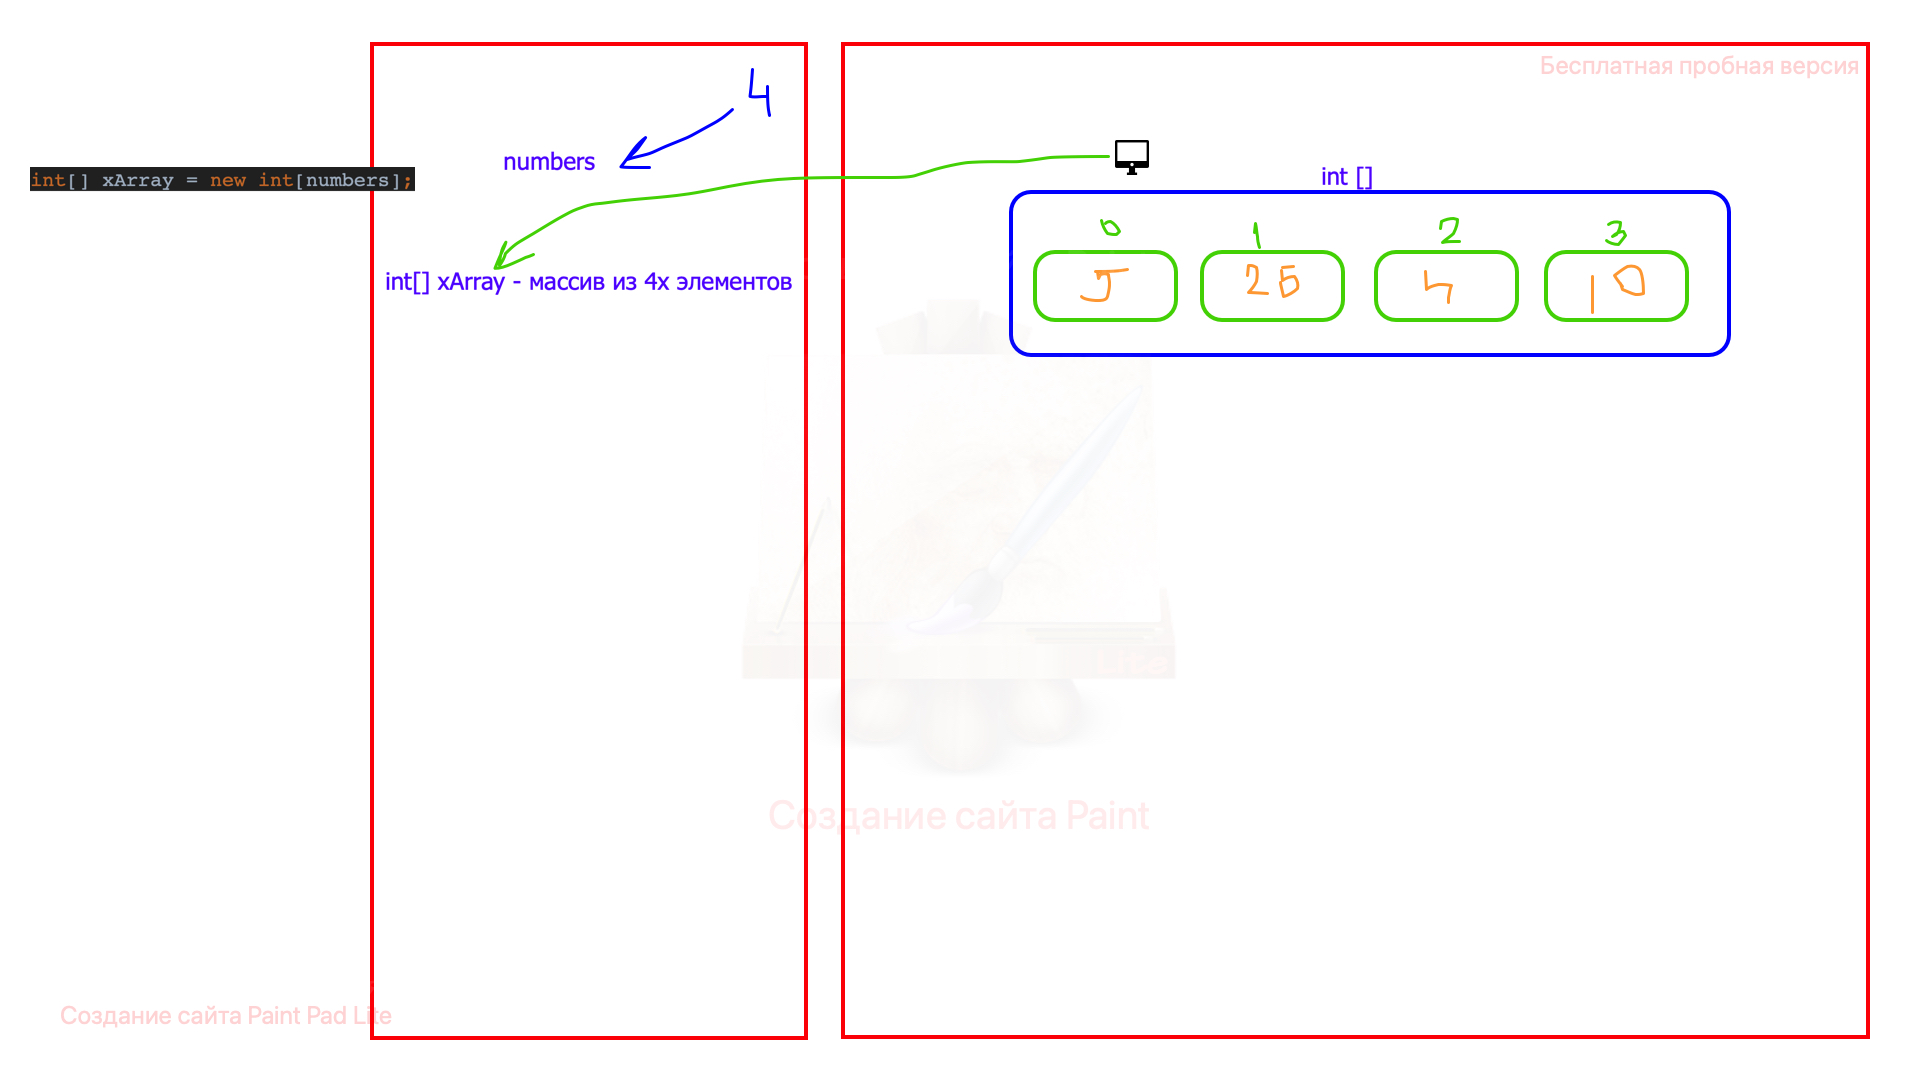 Бесплатная пробная версия
4
numbers
int[] xArray = new int[numbers];
int []
0 1 2 3
int[] xArray - массив из 4х элементов
5 25 4 10
Lite
Создание сайта Paint
Создание сайта Paint Pad Lite